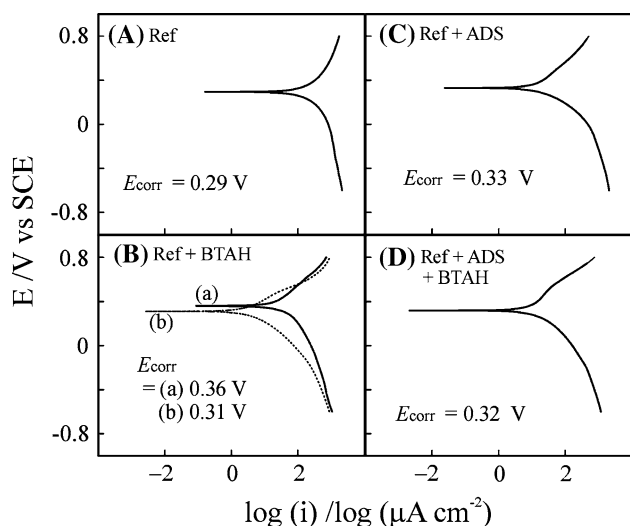 E /V vs SCE
0.8
0
-0.8
(A) Ref
Ecorr = 0.29 V
(C) Ref + ADS
Ecorr = 0.33 V
0.8
0
-0.8
(B) Ref + BTAH
(a)
(b)
Ecorr
= (a) 0.36 V
(b) 0.31 V
(D) Ref + ADS
+ BTAH
Ecorr = 0.32 V
−2 0 2
−2 0 2
log (i) /log (μA cm-2)